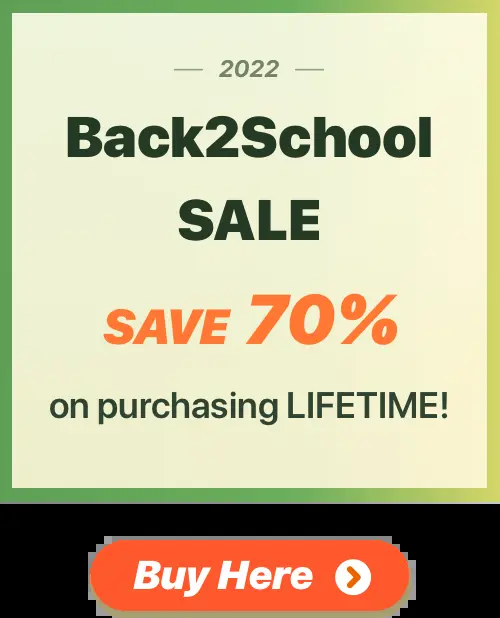 2022
Back2School
SALE
SAVE 70%
on purchasing LIFETIME!
Buy Here